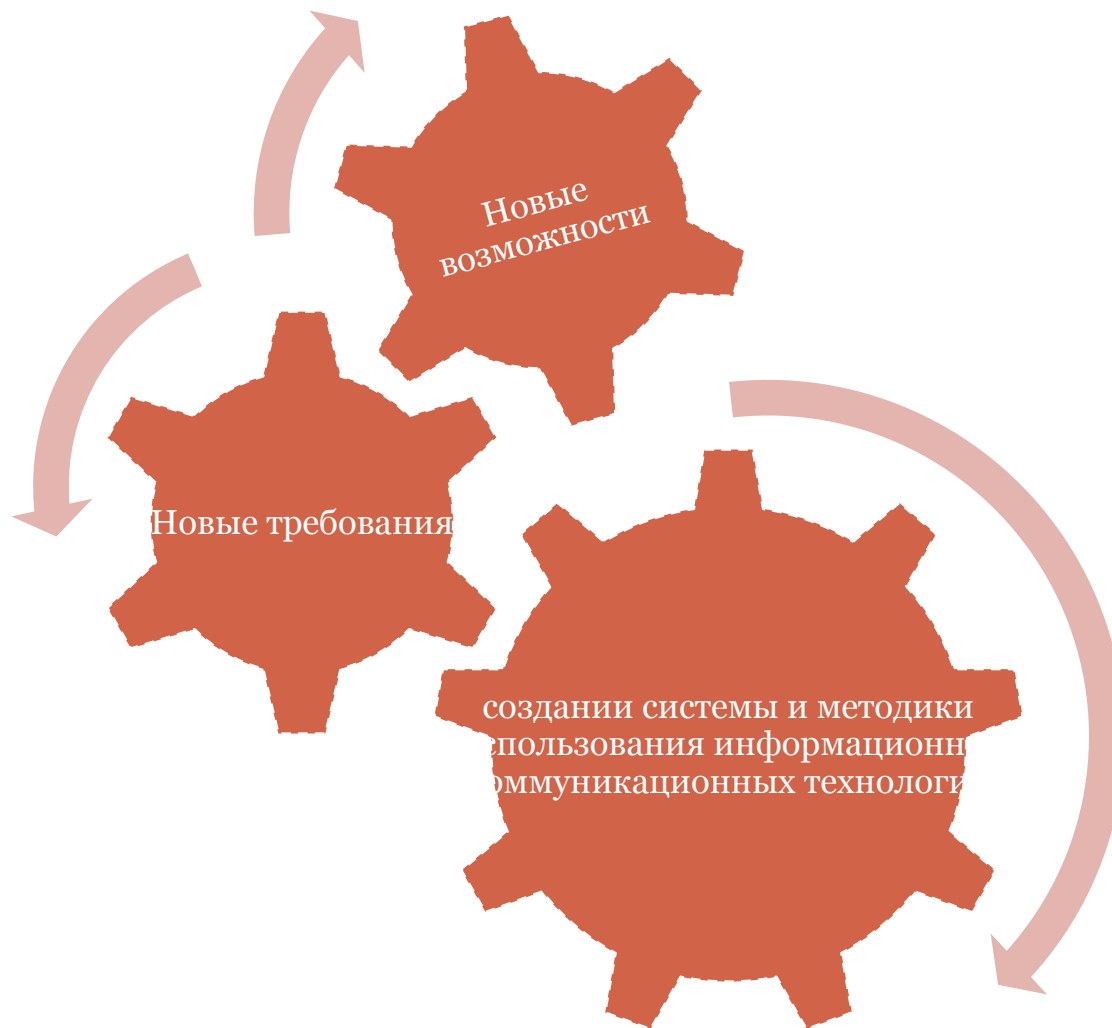 Новые
возможности
Новые требования
создании системы и методики
спользования информационн
оммуникационных технологи